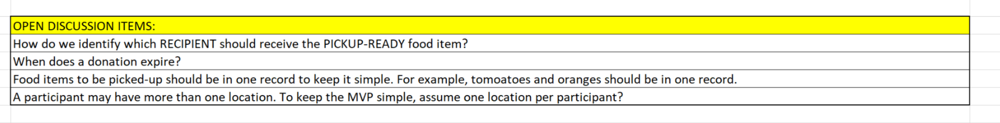 OPEN DISCUSSION ITEMS:
How do we identify which RECIPIENT should receive the PICKUP-READY food item?
When does a donation expire?
Food items to be picked-up should be in one record to keep it simple. For example, tomoatoes and oranges should be in one record.
A participant may have more than one location. To keep the MVP simple, assume one location per participant?